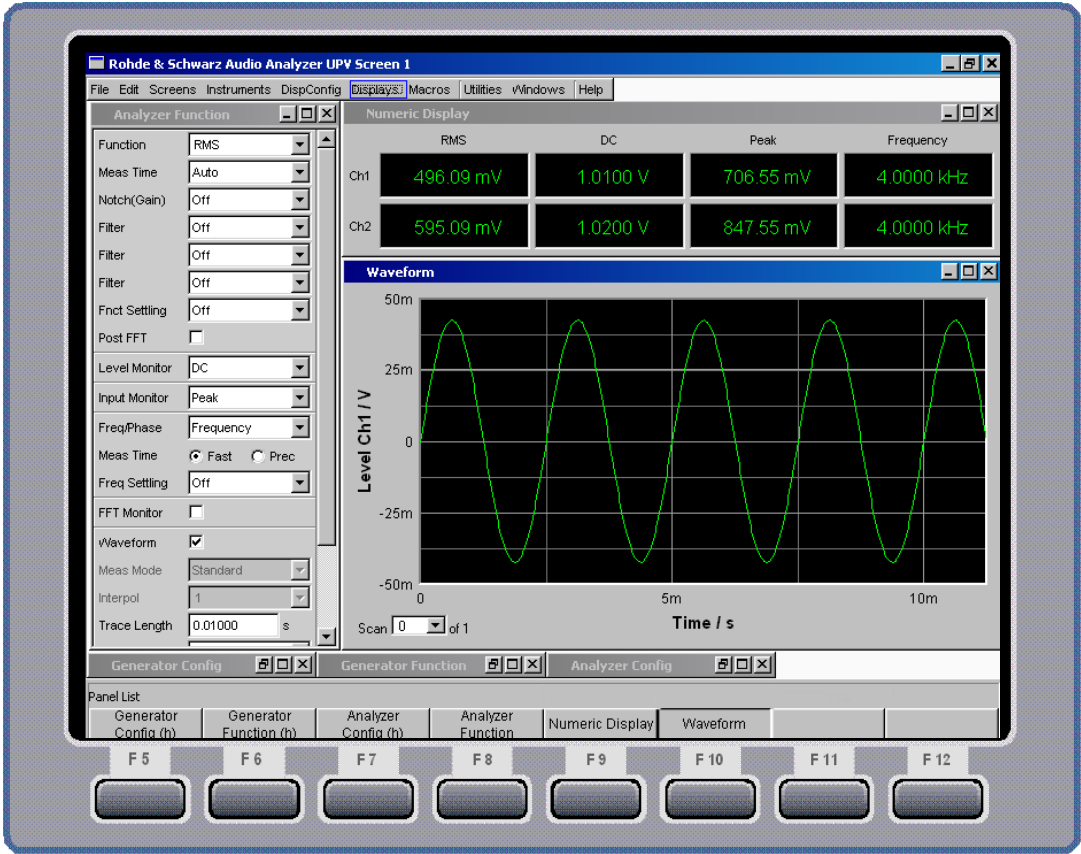 Rohde & Schwarz Audio Analyzer UPV Screen 1
File Edit Screens Instruments DispConfig Displays Macros Utilities Windows Help
Analyzer Function
Function RMS
Meas Time Auto
Notch(Gain) Off
Filter Off
Filter Off
Filter Off
Fnct Settling Off
Post FFT
Level Monitor DC
Input Monitor Peak
Freq/Phase Frequency
Meas Time Fast Prec
Freq Settling Off
FFT Monitor
Waveform
Meas Mode Standard
Interpol 1
Trace Length 0.01000 s
Numeric Display
RMS DC Peak Frequency
Ch1 496.09 mV 1.0100 V 706.55 mV 4.0000 kHz
Ch2 595.09 mV 1.0200 V 847.55 mV 4.0000 kHz
Waveform
50m
25m
0
-25m
-50m
Level Ch1 / V
0 5m 10m
Time / s
Scan 0 of 1
Generator Config Generator Function Analyzer Config
Panel List
Generator Config (h)
Generator Function (h)
Analyzer Config (h)
Analyzer Function
Numeric Display
Waveform
F 5 F 6 F 7 F 8 F 9 F 10 F 11 F 12